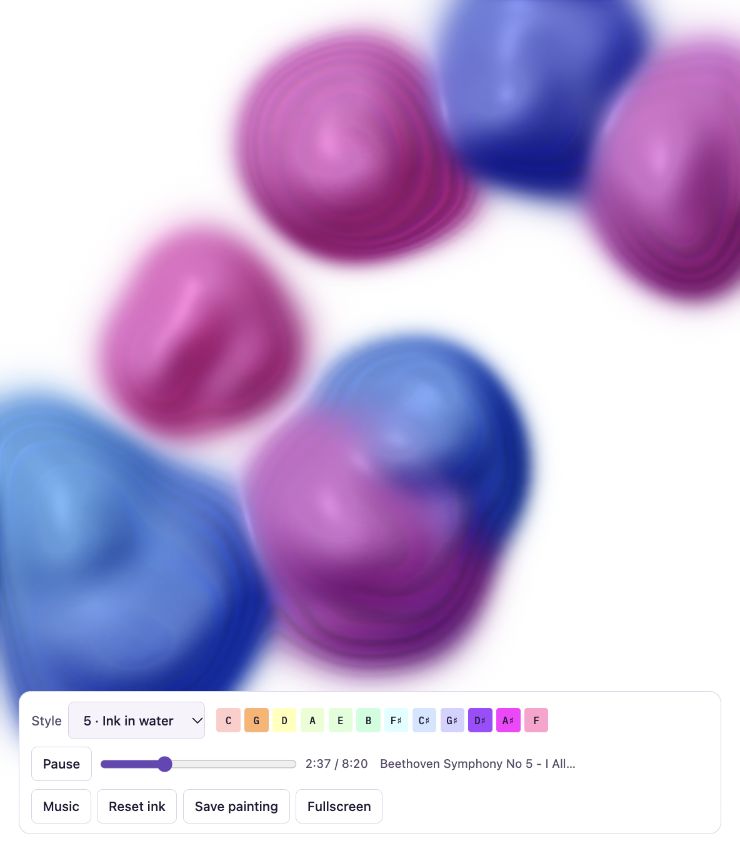 Style 5 · Ink in water C G D A E B F♯ C♯ G♯ D♯ A♯ F
Pause 2:37 / 8:20 Beethoven Symphony No 5 - I All...
Music Reset ink Save painting Fullscreen